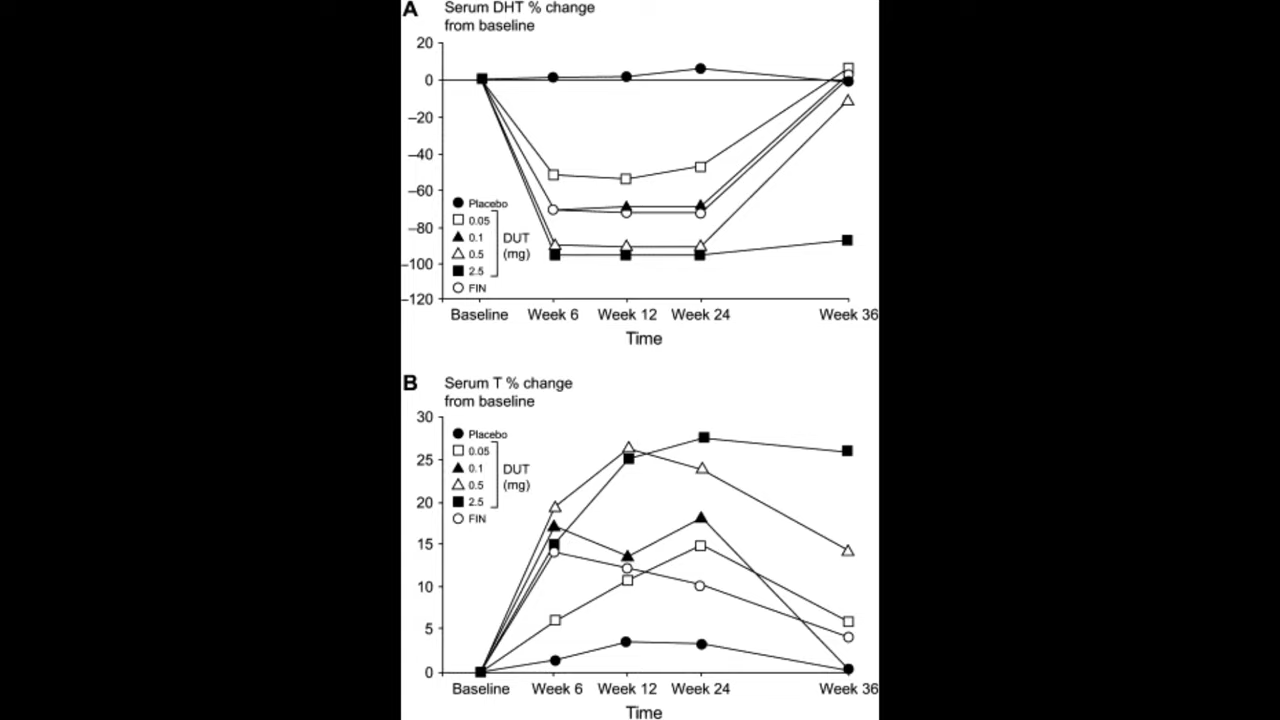 A
Serum DHT % change
from baseline
20
0
–20
–40
–60
–80
–100
–120
Placebo
0.05
0.1
0.5
2.5
FIN
DUT
(mg)
Baseline Week 6 Week 12 Week 24 Week 36
Time
B
Serum T % change
from baseline
30
25
20
15
10
5
0
Placebo
0.05
0.1
0.5
2.5
FIN
DUT
(mg)
Baseline Week 6 Week 12 Week 24 Week 36
Time